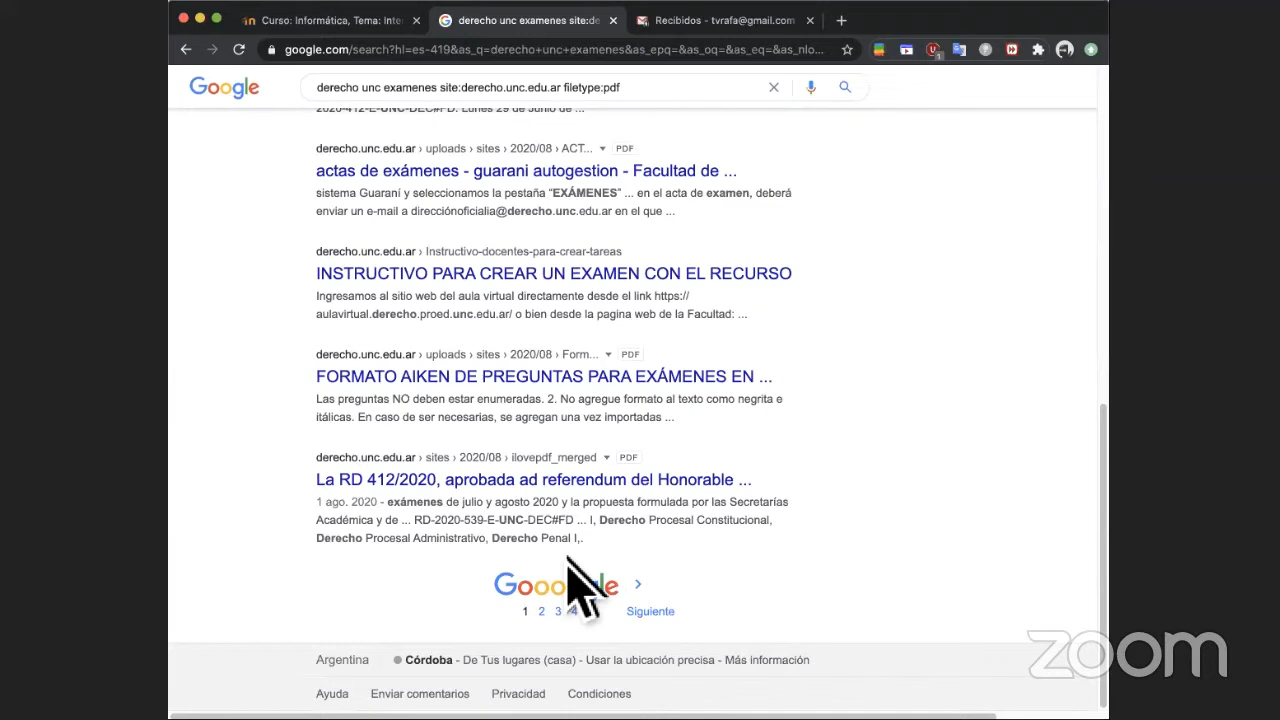 Curso: Informática, Tema: Inte
derecho unc examenes site:de
Recibidos - tvrafa@gmail.com
google.com/search?hl=es-419&as_q=derecho+unc+examenes&as_epq=&as_oq=&as_eq=&as_nlo...
Google
derecho unc examenes site:derecho.unc.edu.ar filetype:pdf
2020-412-E-UNC-DEC#FD. Lunes 29 de Junio de ...
derecho.unc.edu.ar › uploads › sites › 2020/08 › ACT... PDF
actas de exámenes - guarani autogestion - Facultad de ...
sistema Guaraní y seleccionamos la pestaña "EXÁMENES" ... en el acta de examen, deberá
enviar un e-mail a direcciónoficialia@derecho.unc.edu.ar en el que ...
derecho.unc.edu.ar › Instructivo-docentes-para-crear-tareas
INSTRUCTIVO PARA CREAR UN EXAMEN CON EL RECURSO
Ingresamos al sitio web del aula virtual directamente desde el link https://
aulavirtual.derecho.proed.unc.edu.ar/ o bien desde la pagina web de la Facultad: ...
derecho.unc.edu.ar › uploads › sites › 2020/08 › Form... PDF
FORMATO AIKEN DE PREGUNTAS PARA EXÁMENES EN ...
Las preguntas NO deben estar enumeradas. 2. No agregue formato al texto como negrita e
itálicas. En caso de ser necesarias, se agregan una vez importadas ...
derecho.unc.edu.ar › sites › 2020/08 › ilovepdf_merged PDF
La RD 412/2020, aprobada ad referendum del Honorable ...
1 ago. 2020 - exámenes de julio y agosto 2020 y la propuesta formulada por las Secretarías
Académica y de ... RD-2020-539-E-UNC-DEC#FD ... I, Derecho Procesal Constitucional,
Derecho Procesal Administrativo, Derecho Penal I,.
1 2 3 4 Siguiente
zoom
Argentina Córdoba - De Tus lugares (casa) - Usar la ubicación precisa - Más información
Ayuda Enviar comentarios Privacidad Condiciones